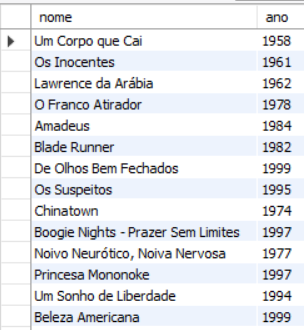 nome ano
Um Corpo que Cai 1958
Os Inocentes 1961
Lawrence da Arábia 1962
O Franco Atirador 1978
Amadeus 1984
Blade Runner 1982
De Olhos Bem Fechados 1999
Os Suspeitos 1995
Chinatown 1974
Boogie Nights - Prazer Sem Limites 1997
Noivo Neurótico, Noiva Nervosa 1977
Princesa Mononoke 1997
Um Sonho de Liberdade 1994
Beleza Americana 1999